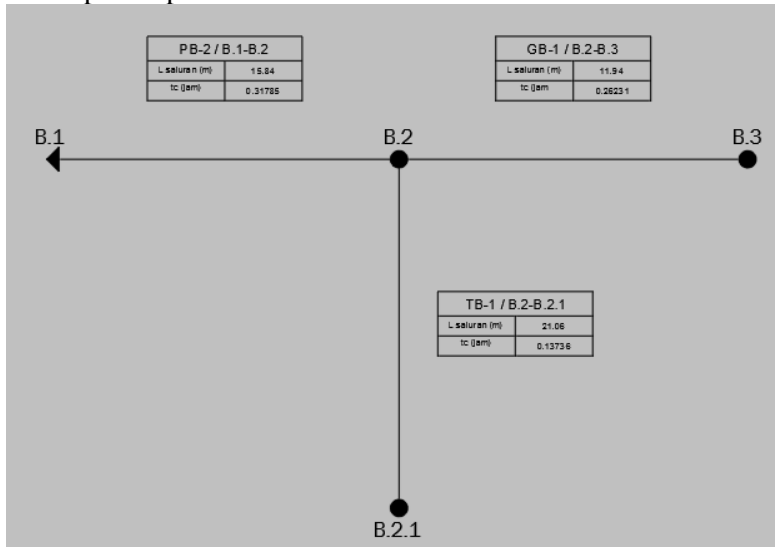 PB-2 / B.1-B.2
L saluran (m) 15.84
tc (jam) 0.31785
GB-1 / B.2-B.3
L saluran (m) 11.94
tc (jam 0.26231
B.1
B.2
B.3
TB-1 / B.2-B.2.1
L saluran (m) 21.06
tc (jam) 0.13736
B.2.1